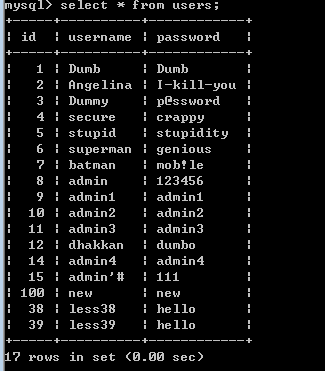 mysql> select * from users;
+-----+----------+------------+
| id | username | password |
+-----+----------+------------+
| 1 | Dumb | Dumb |
| 2 | Angelina | I-kill-you |
| 3 | Dummy | p@ssword |
| 4 | secure | crappy |
| 5 | stupid | stupidity |
| 6 | superman | genious |
| 7 | batman | mob!le |
| 8 | admin | 123456 |
| 9 | admin1 | admin1 |
| 10 | admin2 | admin2 |
| 11 | admin3 | admin3 |
| 12 | dhakkan | dumbo |
| 14 | admin4 | admin4 |
| 15 | admin'# | 111 |
| 100 | new | new |
| 38 | less38 | hello |
| 39 | less39 | hello |
+-----+----------+------------+
17 rows in set (0.00 sec)